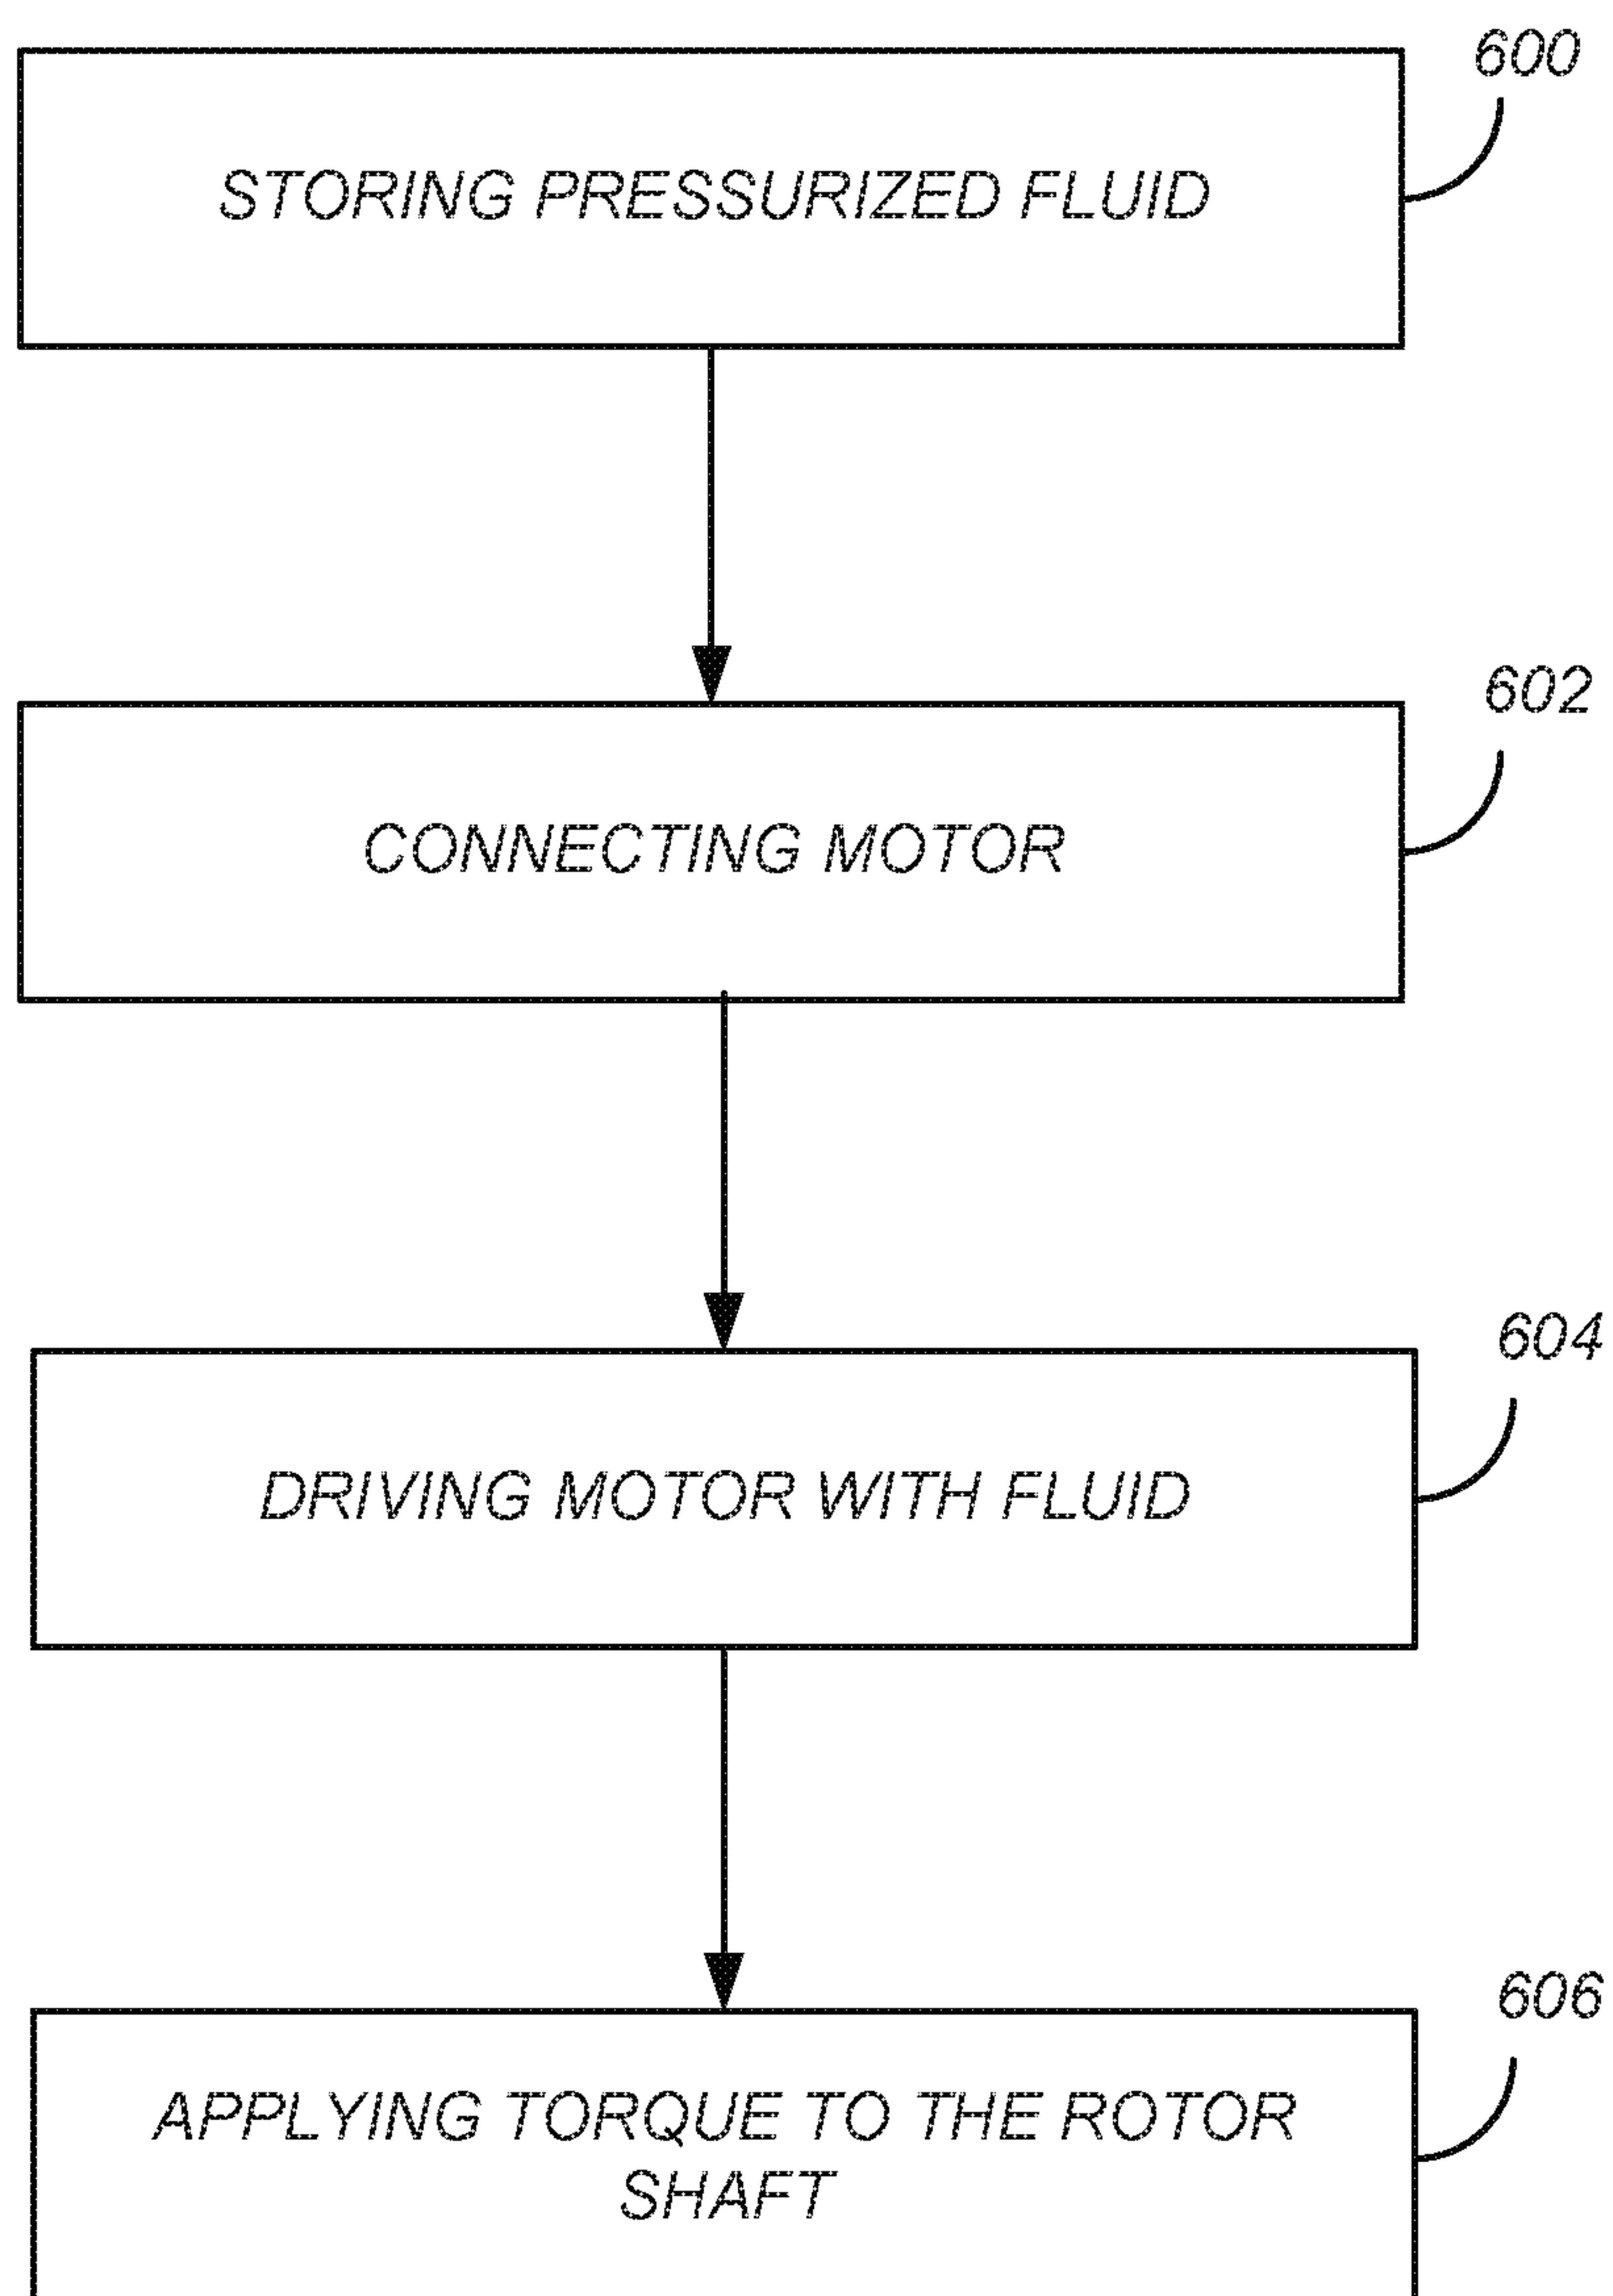 600
STORING PRESSURIZED FLUID
602
CONNECTING MOTOR
604
DRIVING MOTOR WITH FLUID
606
APPLYING TORQUE TO THE ROTOR
SHAFT